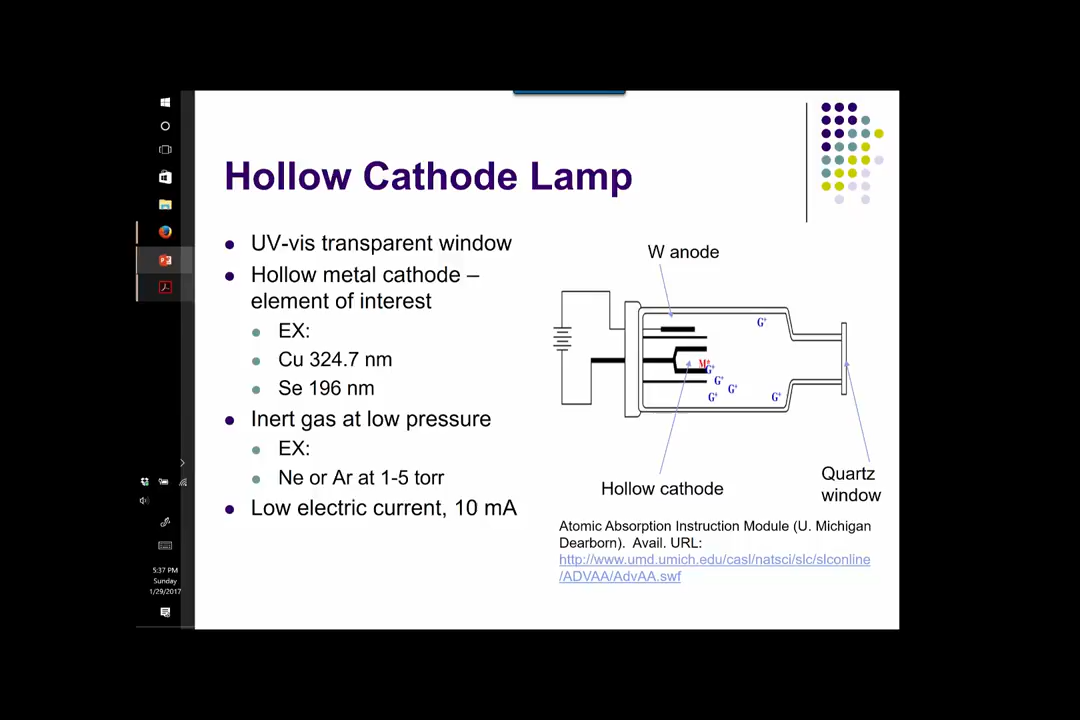 Hollow Cathode Lamp
UV-vis transparent window
Hollow metal cathode –
element of interest
EX:
Cu 324.7 nm
Se 196 nm
Inert gas at low pressure
EX:
Ne or Ar at 1-5 torr
Low electric current, 10 mA
W anode
G⁺
M*
G⁺
G⁺
G⁺
G⁺
G⁺
Hollow cathode
Quartz
window
Atomic Absorption Instruction Module (U. Michigan
Dearborn).  Avail. URL:
http://www.umd.umich.edu/casl/natsci/slc/slconline
/ADVAA/AdvAA.swf
5:37 PM
Sunday
1/29/2017